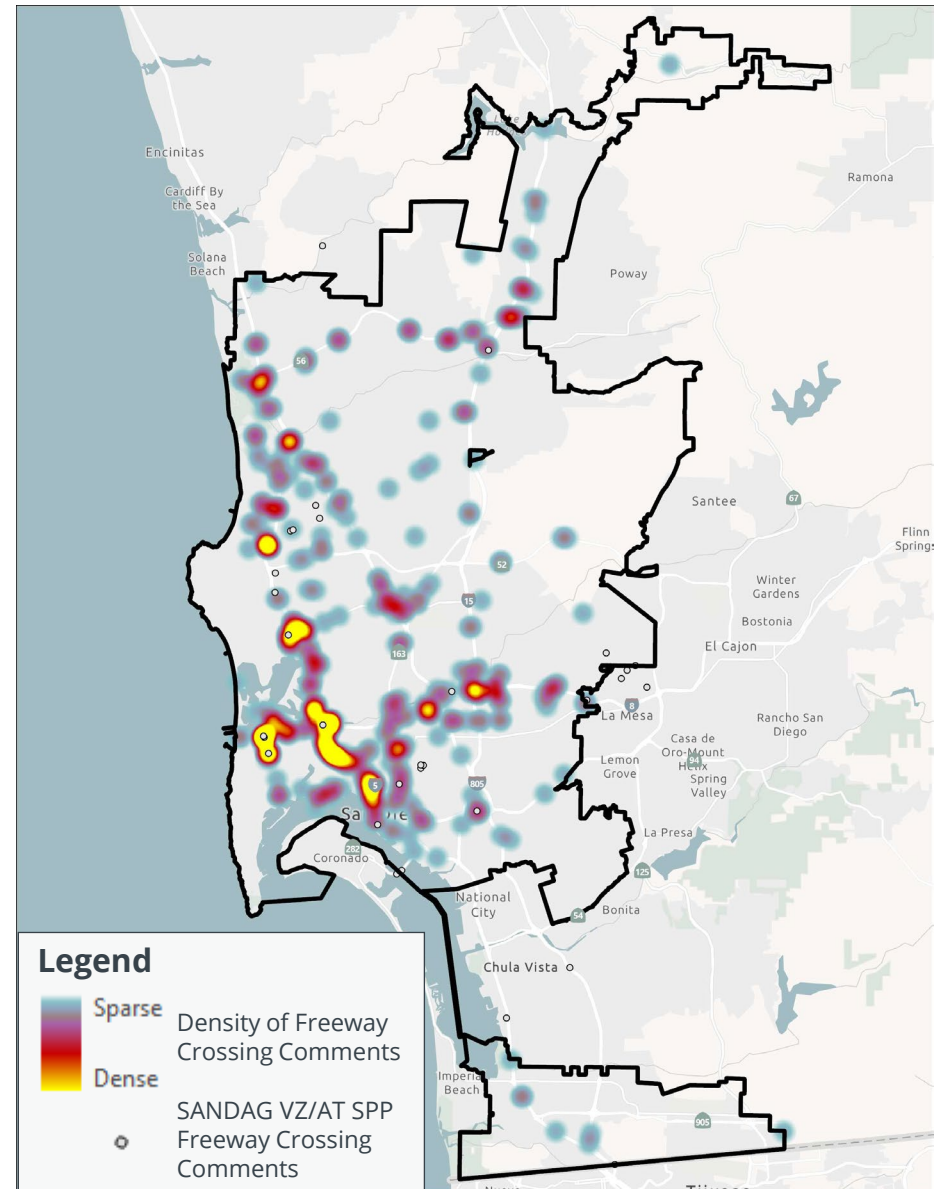 Encinitas
Cardiff By
the Sea
Solana
Beach
Ramona
Poway
56
Santee
67
Flinn
Springs
52
Winter
Gardens
15
Bostonia
163
El Cajon
8
La Mesa
Rancho San
Diego
Casa de
Oro-Mount
Helix
94
Lemon
Grove
Spring
Valley
5
805
La Presa
282
Coronado
125
National
City
54
Bonita
Chula Vista
Beach
905
Legend
Sparse
Dense
Density of Freeway
Crossing Comments
SANDAG VZ/AT SPP
Freeway Crossing
Comments